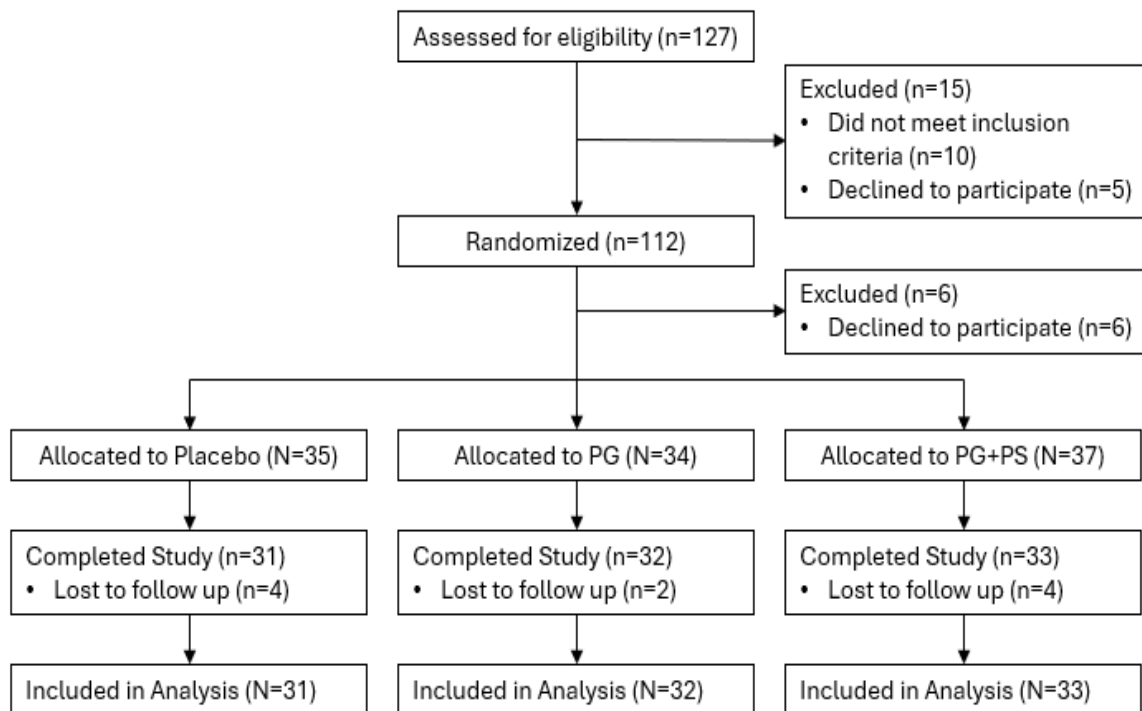 Assessed for eligibility (n=127)
Excluded (n=15)
• Did not meet inclusion
criteria (n=10)
• Declined to participate (n=5)
Randomized (n=112)
Excluded (n=6)
• Declined to participate (n=6)
Allocated to Placebo (N=35)
Allocated to PG (N=34)
Allocated to PG+PS (N=37)
Completed Study (n=31)
• Lost to follow up (n=4)
Completed Study (n=32)
• Lost to follow up (n=2)
Completed Study (n=33)
• Lost to follow up (n=4)
Included in Analysis (N=31)
Included in Analysis (N=32)
Included in Analysis (N=33)